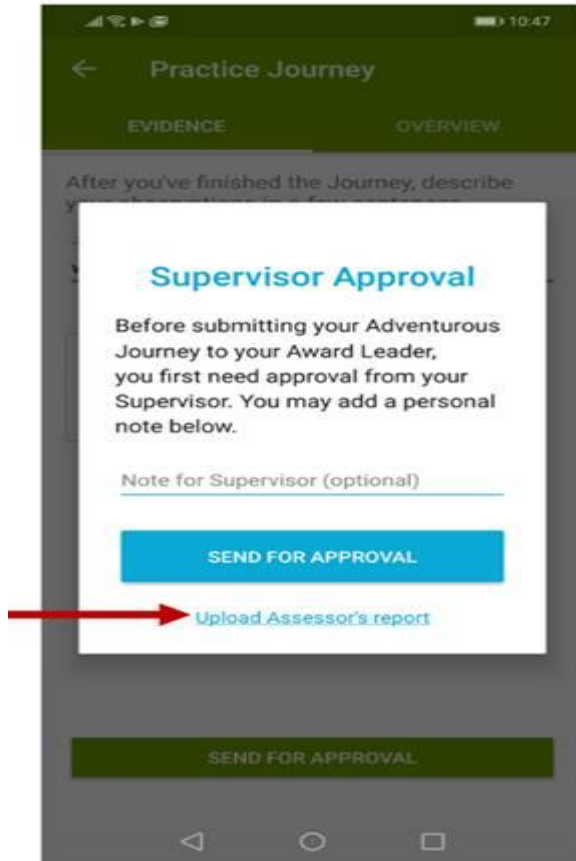 10:47
Practice Journey
EVIDENCE OVERVIEW
After you've finished the Journey, describe
Supervisor Approval
Before submitting your Adventurous
Journey to your Award Leader,
you first need approval from your
Supervisor. You may add a personal
note below.
Note for Supervisor (optional)
SEND FOR APPROVAL
Upload Assessor's report
SEND FOR APPROVAL